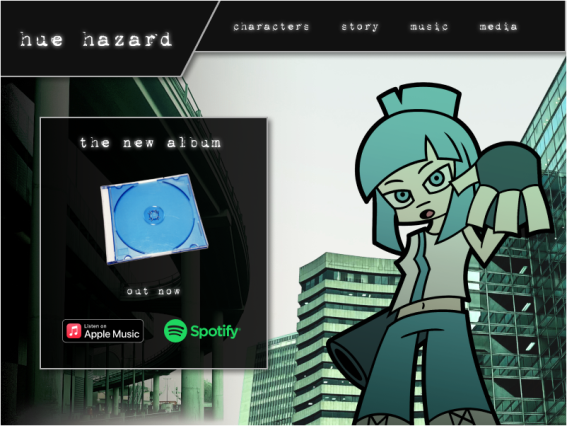 hue hazard
characters story music media
the new album
out now
Listen on
Apple Music
Spotify